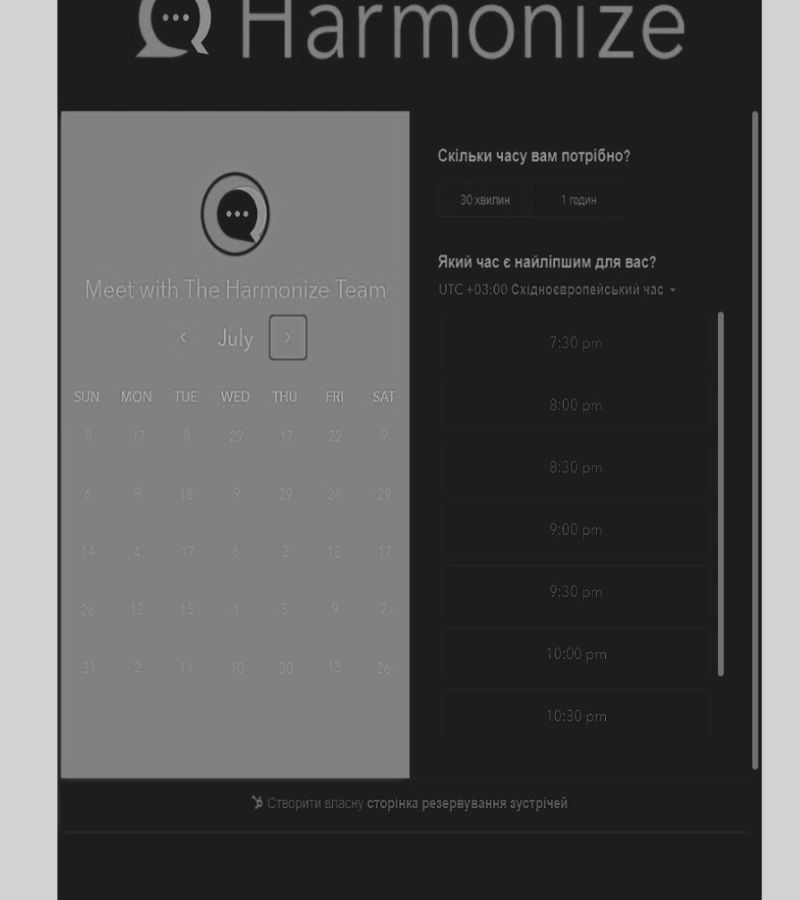 Harmonize
Meet with The Harmonize Team
July
SUN MON TUE WED THU FRI SAT
8 17 8 29 17 22 9
6 9 18 9 29 28 29
14 4 17 6 2 18 17
28 12 15 1 5 9 7
31 2 11 10 30 13 26
Скільки часу вам потрібно?
30 хвилин 1 годин
Який час є найліпшим для вас?
UTC +03:00 Східноєвропейський час
7:30 pm
8:00 pm
8:30 pm
9:00 pm
9:30 pm
10:00 pm
10:30 pm
Створити власну сторінка резервування зустрічей